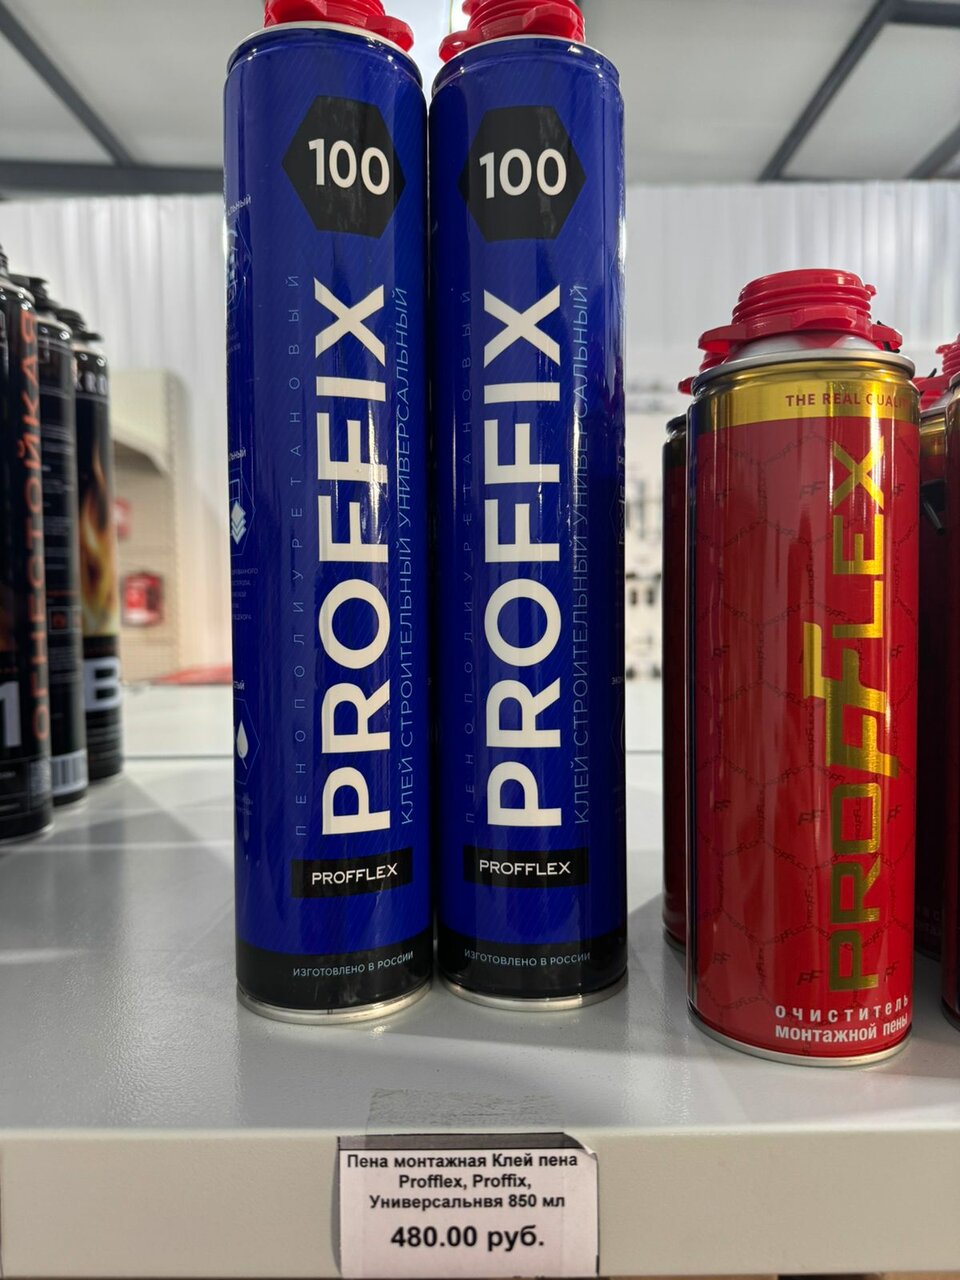 100
PROFFIX
ПЕНОПОЛИУРЕТАНОВЫЙ
КЛЕЙ СТРОИТЕЛЬНЫЙ УНИВЕРСАЛЬНЫЙ
PROFFLEX
ИЗГОТОВЛЕНО В РОССИИ
100
PROFFIX
ПЕНОПОЛИУРЕТАНОВЫЙ
КЛЕЙ СТРОИТЕЛЬНЫЙ УНИВЕРСАЛЬНЫЙ
PROFFLEX
ИЗГОТОВЛЕНО В РОССИИ
THE REAL QUALI
PROFFLEX
ОЧИСТИТЕЛЬ
МОНТАЖНОЙ ПЕНЫ
ОГНЕСТОЙКАЯ
Пена монтажная Клей пена
Profflex, Proffix,
Универсальнвя 850 мл
480.00 руб.